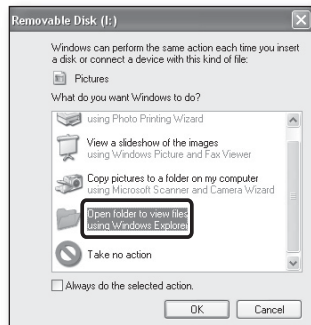 Removable Disk (I:)
Windows can perform the same action each time you insert
a disk or connect a device with this kind of file:
Pictures
What do you want Windows to do?
using Photo Printing Wizard
View a slideshow of the images
using Windows Picture and Fax Viewer
Copy pictures to a folder on my computer
using Microsoft Scanner and Camera Wizard
Open folder to view files
using Windows Explorer
Take no action
Always do the selected action.
OK
Cancel